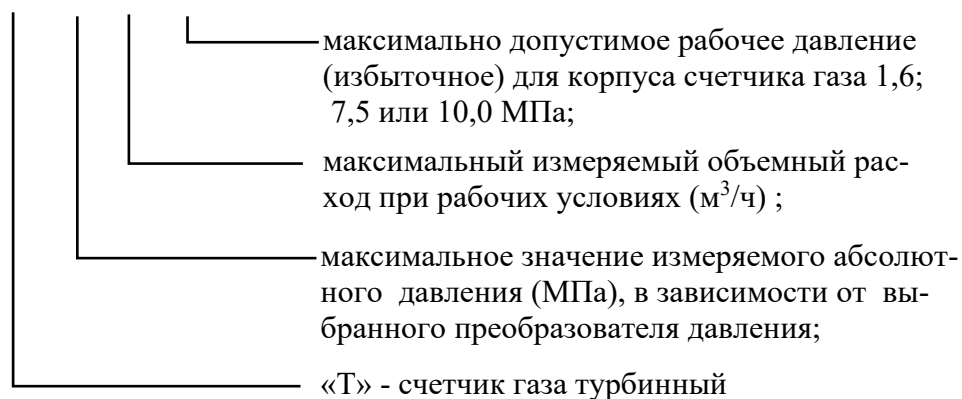 максимально допустимое рабочее давление
(избыточное) для корпуса счетчика газа 1,6;
7,5 или 10,0 МПа;
максимальный измеряемый объемный рас-
ход при рабочих условиях (м³/ч) ;
максимальное значение измеряемого абсолют-
ного давления (МПа), в зависимости от вы-
бранного преобразователя давления;
«Т» - счетчик газа турбинный